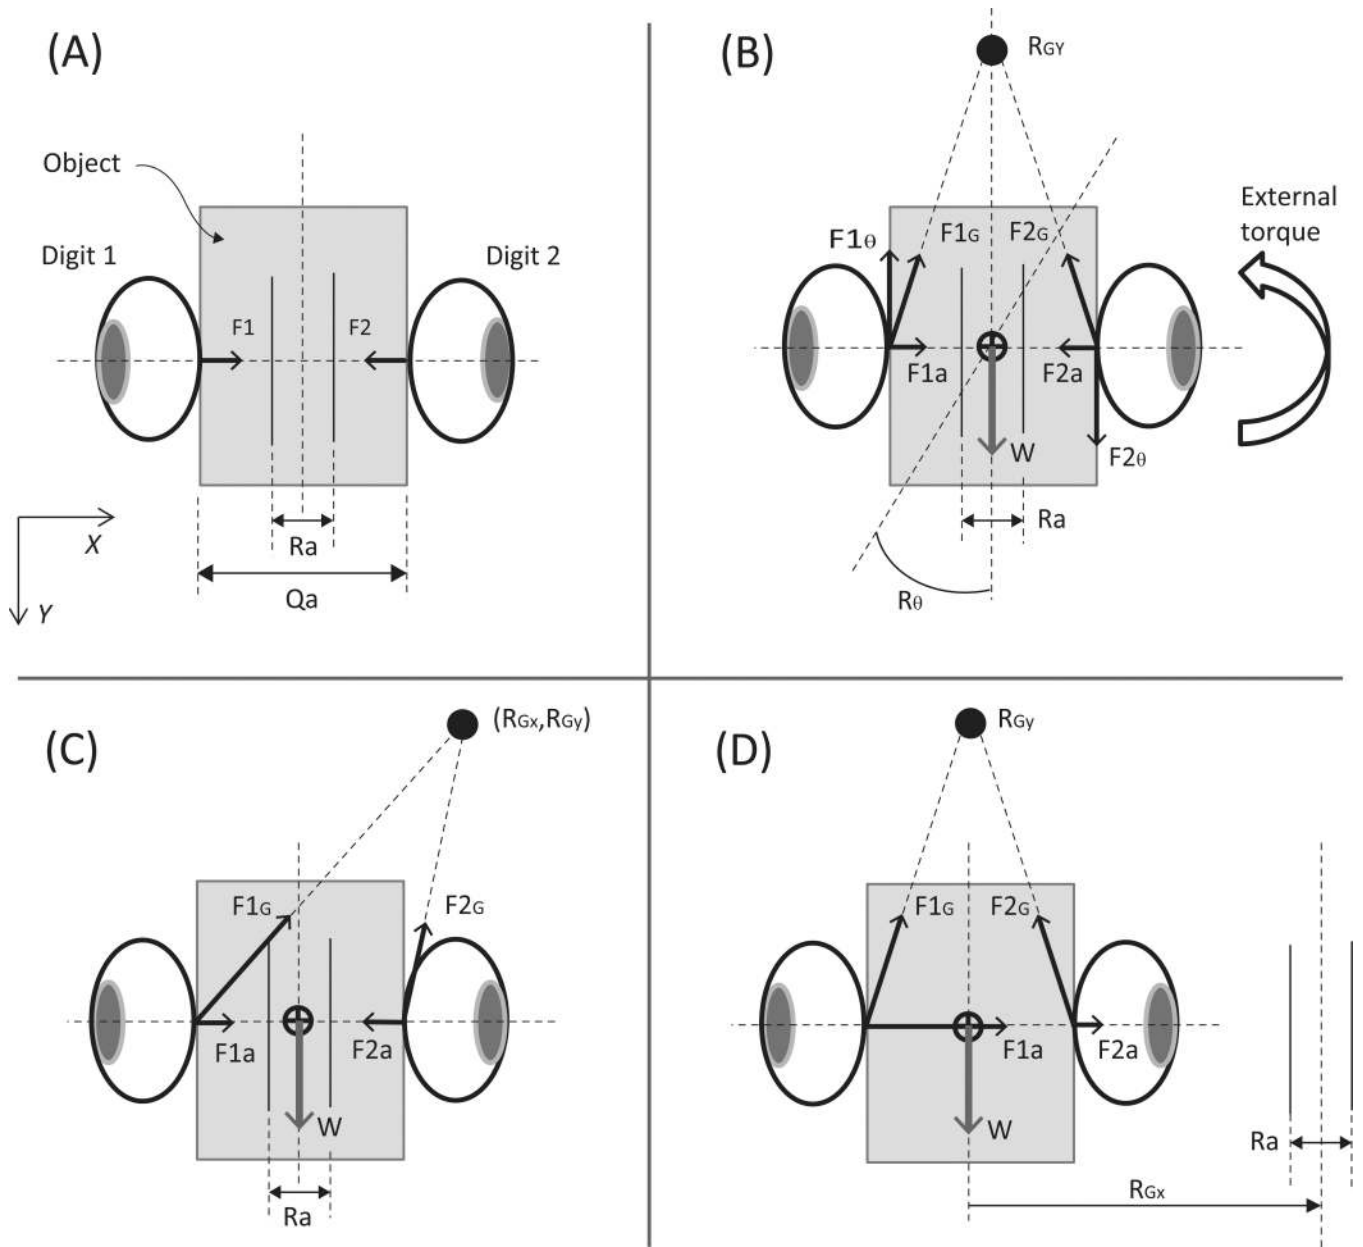 (A)
Object
Digit 1
Digit 2
F1
F2
Ra
Qa
X
Y
(B)
RGY
External
torque
F1θ
F1G
F2G
F1a
F2a
W
F2θ
Ra
Rθ
(C)
(RGx,RGy)
F1G
F2G
F1a
F2a
W
Ra
(D)
RGy
F1G
F2G
F1a
F2a
W
Ra
RGx